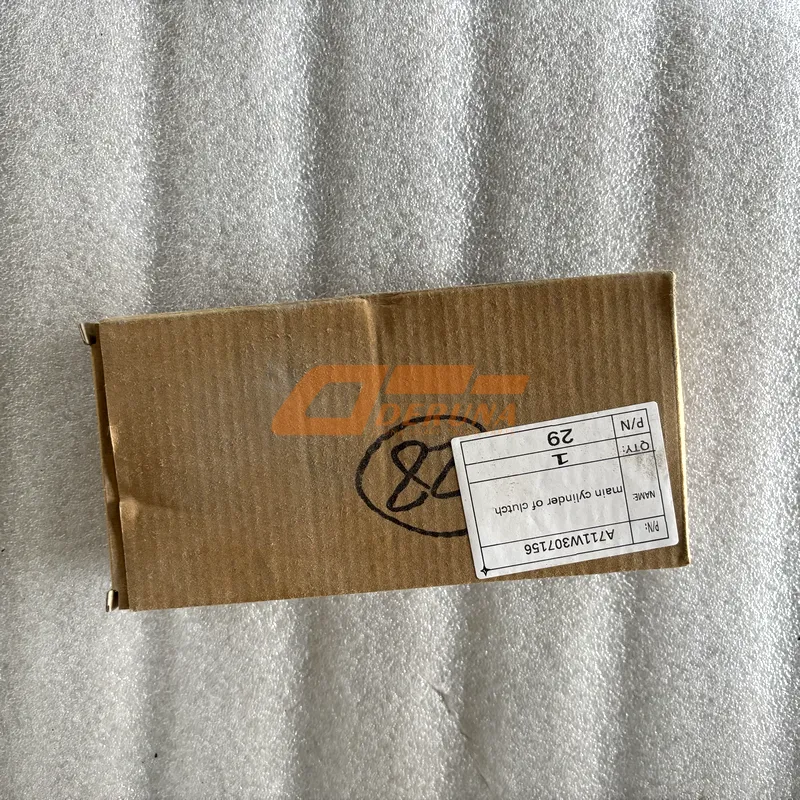 P/N: A711W307156
NAME: main cylinder of clutch.
QTY: 1
P/N 29
DERUNA